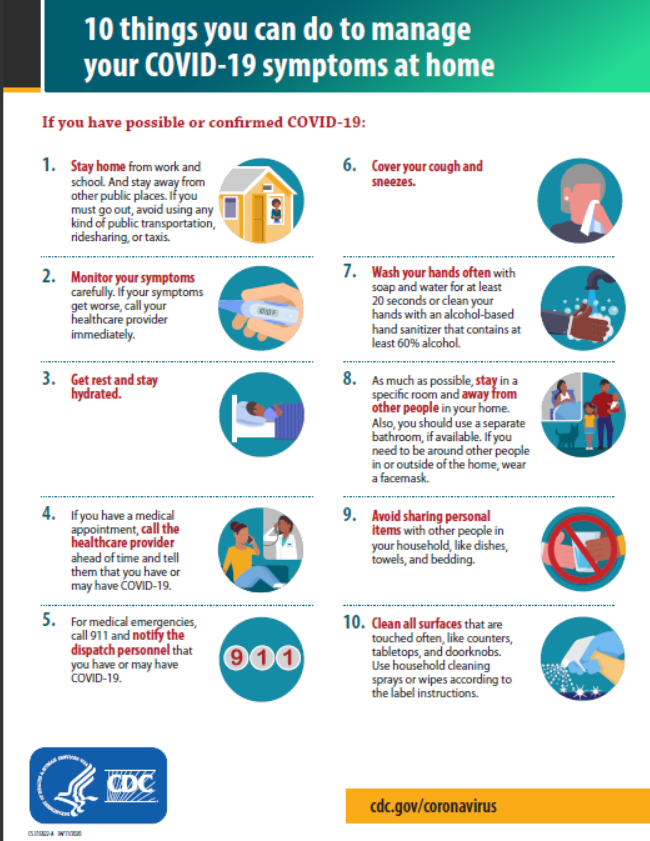 10 things you can do to manage
your COVID-19 symptoms at home
If you have possible or confirmed COVID-19:
1. Stay home from work and
school. And stay away from
other public places. If you
must go out, avoid using any
kind of public transportation,
ridesharing, or taxis.
2. Monitor your symptoms
carefully. If your symptoms
get worse, call your
healthcare provider
immediately.
3. Get rest and stay
hydrated.
4. If you have a medical
appointment, call the
healthcare provider
ahead of time and tell
them that you have or
may have COVID-19.
5. For medical emergencies,
call 911 and notify the
dispatch personnel that
you have or may have
COVID-19.
911
6. Cover your cough and
sneezes.
7. Wash your hands often with
soap and water for at least
20 seconds or clean your
hands with an alcohol-based
hand sanitizer that contains at
least 60% alcohol.
8. As much as possible, stay in a
specific room and away from
other people in your home.
Also, you should use a separate
bathroom, if available. If you
need to be around other people
in or outside of the home, wear
a facemask.
9. Avoid sharing personal
items with other people in
your household, like dishes,
towels, and bedding.
10. Clean all surfaces that are
touched often, like counters,
tabletops, and doorknobs.
Use household cleaning
sprays or wipes according to
the label instructions.
CDC
cdc.gov/coronavirus